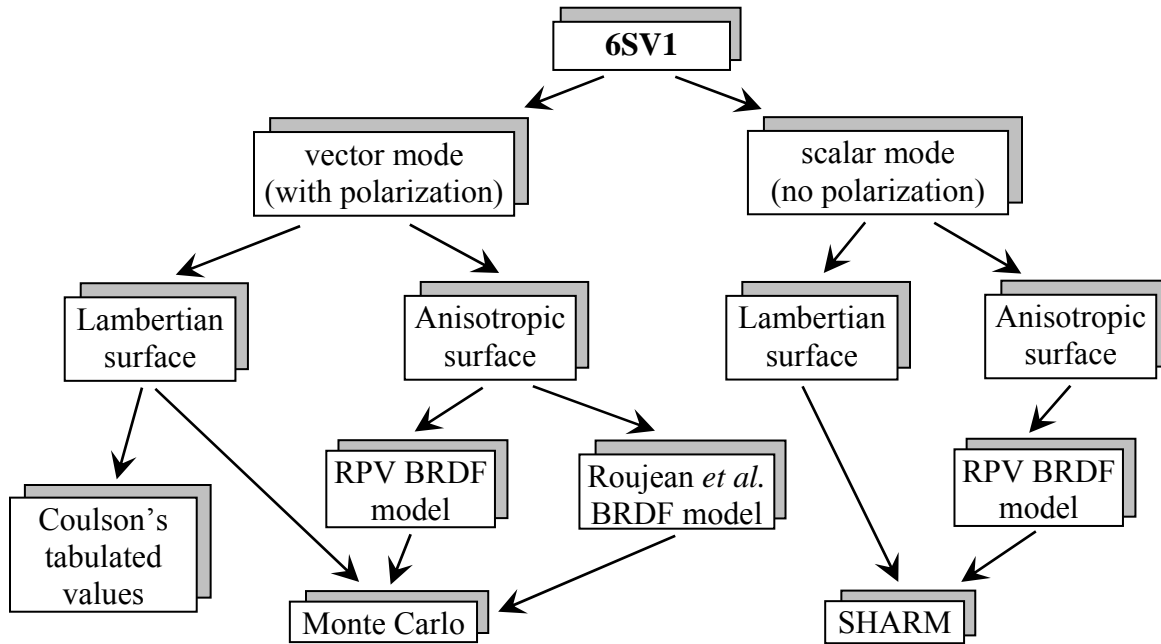 6SV1
vector mode
(with polarization)
scalar mode
(no polarization)
Lambertian
surface
Anisotropic
surface
Lambertian
surface
Anisotropic
surface
RPV BRDF
model
Roujean et al.
BRDF model
RPV BRDF
model
Coulson’s
tabulated
values
Monte Carlo
SHARM